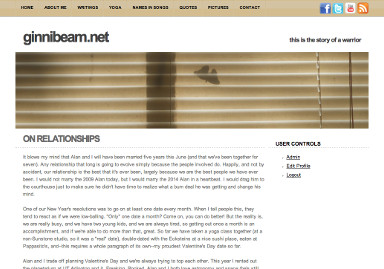 HOME ABOUT ME WRITINGS YOGA RARES IN SONGS QUOTES PICTURES CONTACT
ginnibeam.net
this is the story of a warrior
ON RELATIONSHIPS
USER CONTROLS
Admin
Edit Profile
Logout
It blows my mind that Alan and I will have been married five years this June (and that we've been together for
seven). Any relationship that long is going to evolve simply because the people involved do. Happily, and not by
accident, our relationship is the best that it's ever been, largely because we are the best people we have ever
been. I would not marry the 2009 Alan today, but I would marry the 2014 Alan in a heartbeat. I would drag him to
the courthouse just to make sure he didn't have time to realize what a bum deal he was getting and change his
mind.
One of our New Year's resolutions was to go on at least one date every month. When I tell people this, they
tend to react as if we were low-balling. "Only" one date a month? Come on, you can do better! But the reality is,
we are really busy, and we have two young kids, and we are always tired, so getting out once a month is an
accomplishment, and if we're able to do more than that, great. So far we have taken a yoga class together (at a
non-Sunstone studio, so it was a "real" date), double-dated with the Ecksteins at a nice sushi place, eaten at
Pappasitos, and–this requires a whole paragraph of its own–my prouded Valentine's Day date so far.
Alan and I trade off planning Valentine's Day and we're always trying to top each other. This year I rented out
the